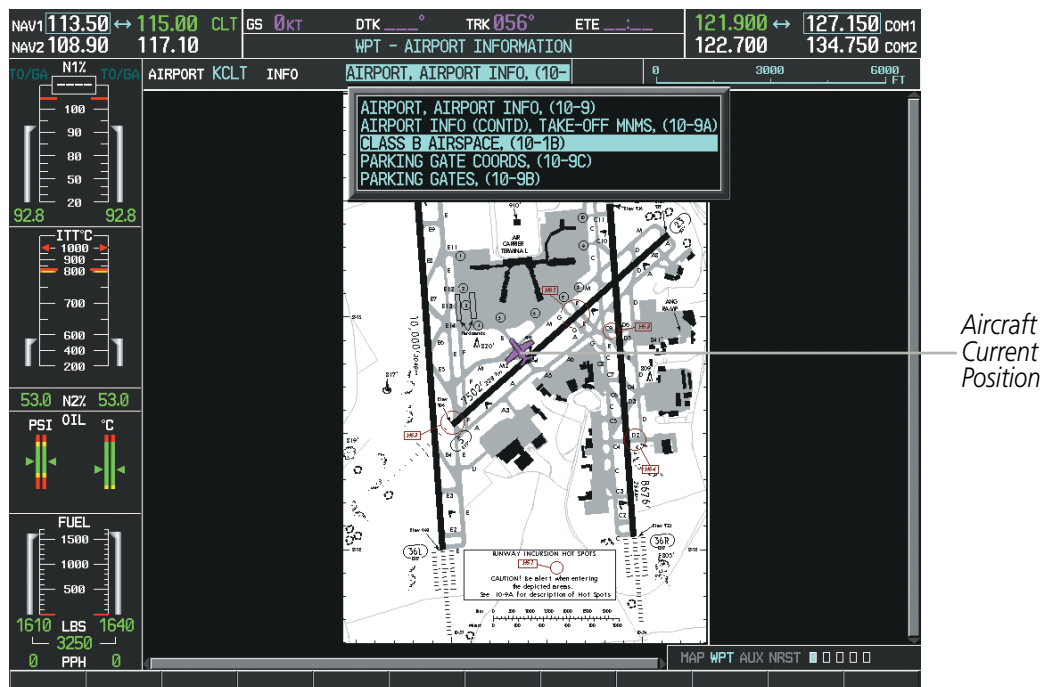 NAV1 113.50 ↔ 115.00 CLT
NAV2 108.90 117.10
GS 0KT DTK ___° TRK 056° ETE __:__
WPT - AIRPORT INFORMATION
121.900 ↔ 127.150 COM1
122.700 134.750 COM2
AIRPORT KCLT INFO AIRPORT, AIRPORT INFO, (10-
0 3000 6000
FT
AIRPORT, AIRPORT INFO, (10-9)
AIRPORT INFO (CONTD), TAKE-OFF MNMS, (10-9A)
CLASS B AIRSPACE, (10-1B)
PARKING GATE COORDS, (10-9C)
PARKING GATES, (10-9B)
TO/GA N1% TO/GA
100
90
80
50
20
92.8 92.8
ITT°C
1000
900
800
700
600
400
200
53.0 N2% 53.0
PSI OIL °C
FUEL
1500
1000
500
1610 LBS 1640
3250
0 PPH 0
910'
AIR
CARRIER
TERMINAL
ANG
RAMP
820'
817'
819'
7502'
10,000'
8676'
36L
36R
RUNWAY INCURSION HOT SPOTS
CAUTION! Be alert when entering
the depicted areas.
See 10-9A for description of Hot Spots
MAP WPT AUX NRST
Aircraft
Current
Position